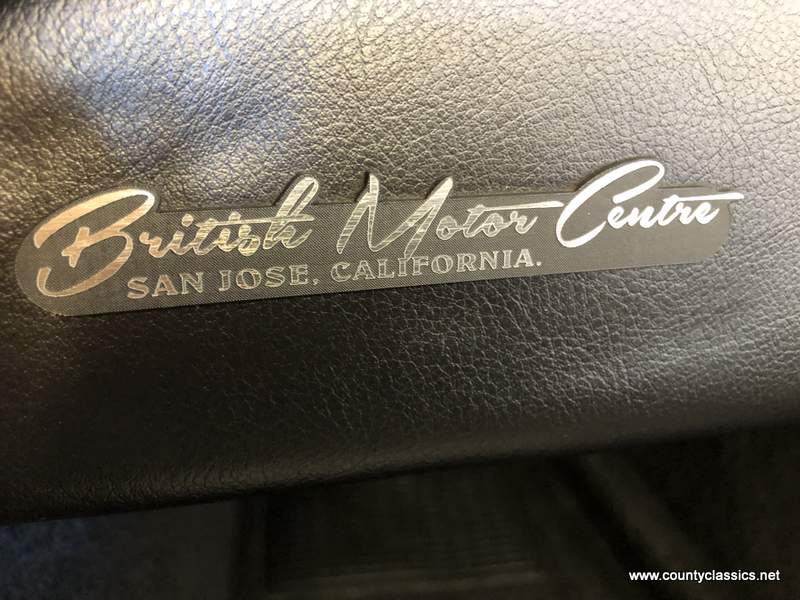 British Motor Centre
SAN JOSE, CALIFORNIA.
www.countyclassics.net